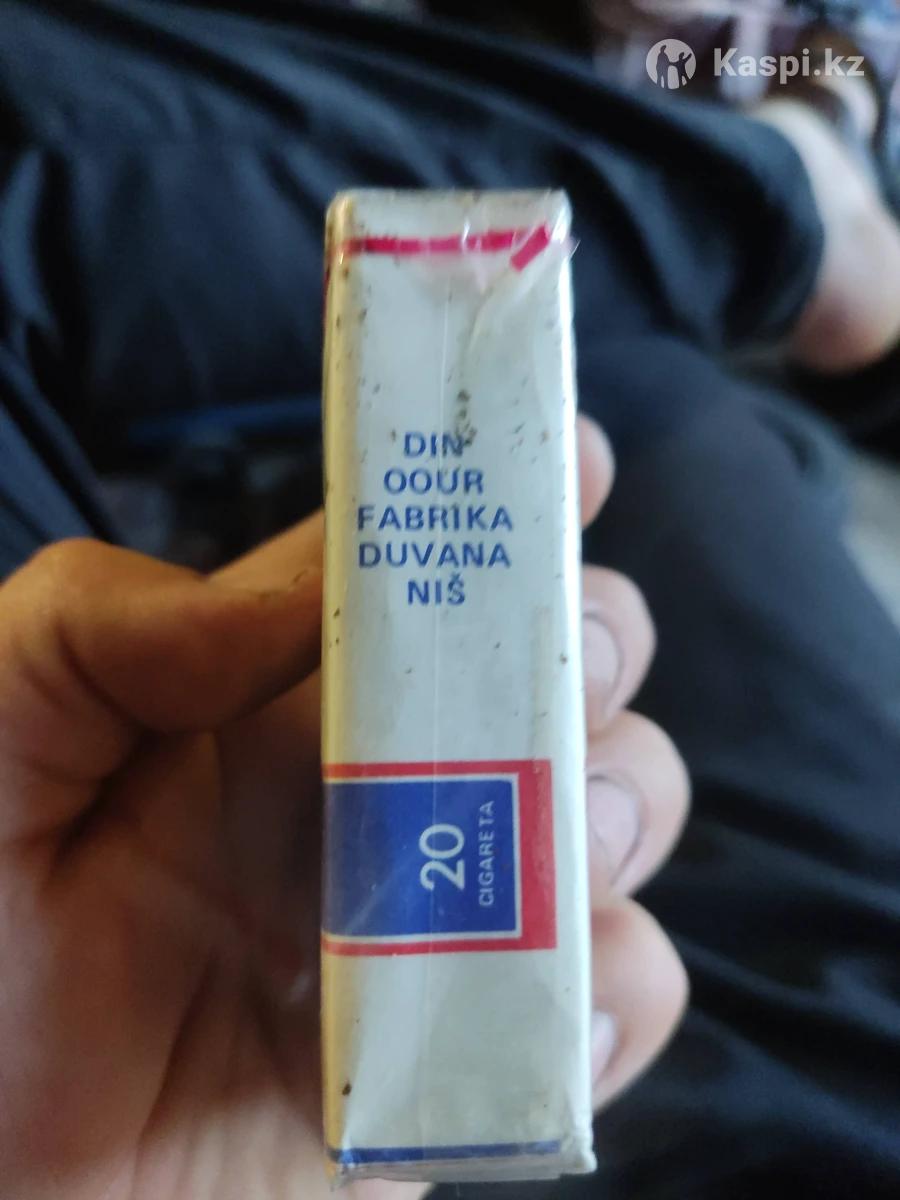 Kaspi.kz
DIN
OOUR
FABRIKA
DUVANA
NIŠ
20
CIGARETA